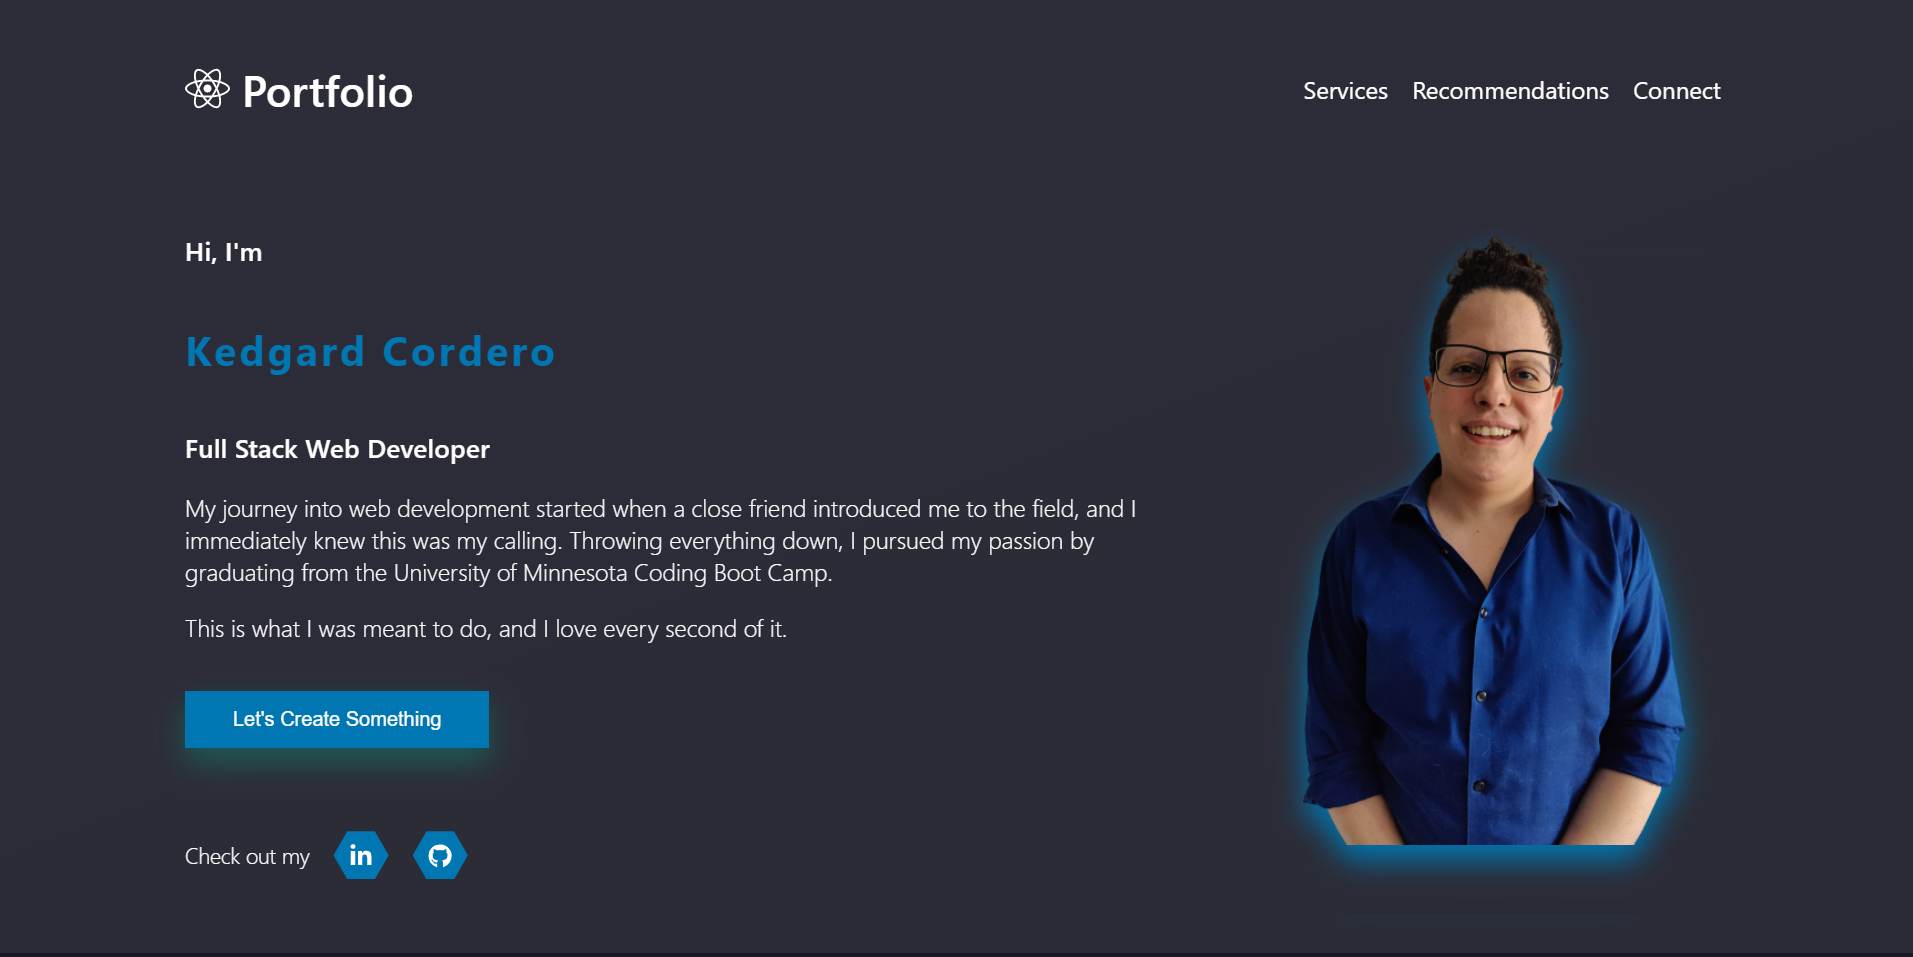 Portfolio
Services Recommendations Connect
Hi, I'm
Kedgard Cordero
Full Stack Web Developer
My journey into web development started when a close friend introduced me to the field, and I
immediately knew this was my calling. Throwing everything down, I pursued my passion by
graduating from the University of Minnesota Coding Boot Camp.
This is what I was meant to do, and I love every second of it.
Let's Create Something
Check out my
in